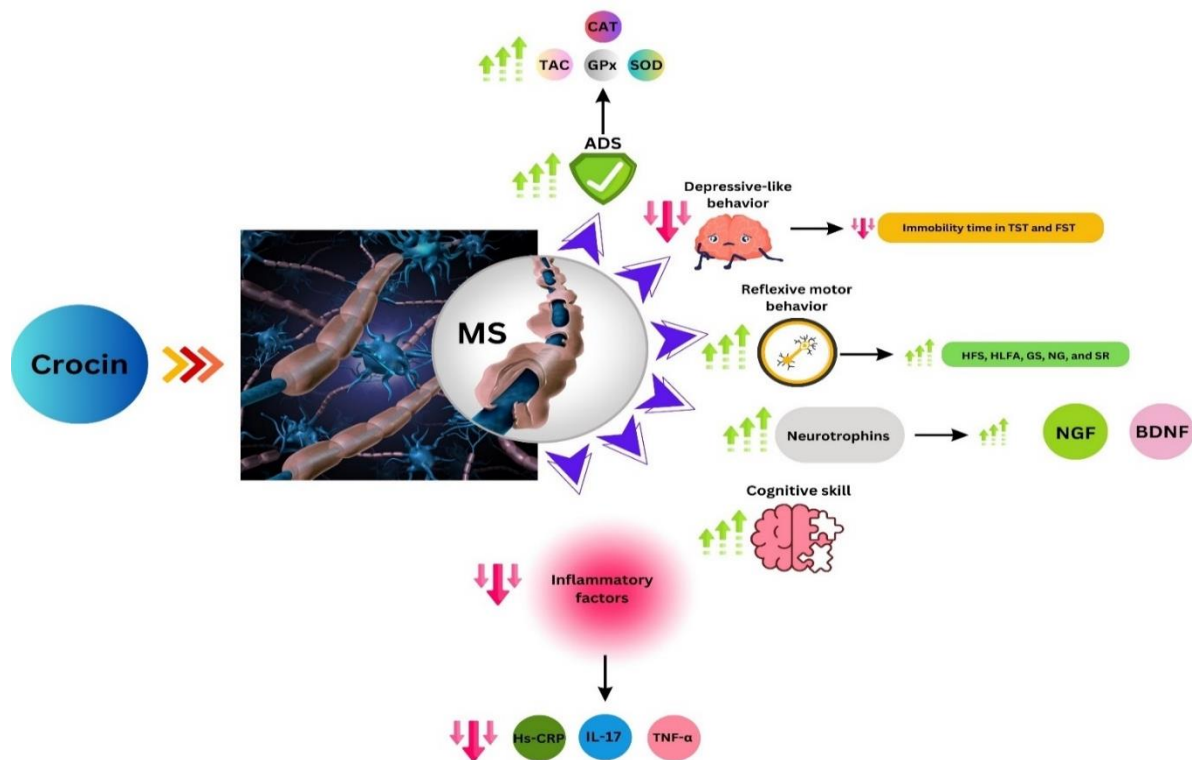 CAT
TAC
GPx
SOD
ADS
Depressive-like
behavior
Immobility time in TST and FST
Reflexive motor
behavior
HFS, HLFA, GS, NG, and SR
Crocin
MS
Neurotrophins
NGF
BDNF
Cognitive skill
Inflammatory
factors
Hs-CRP
IL-17
TNF-α